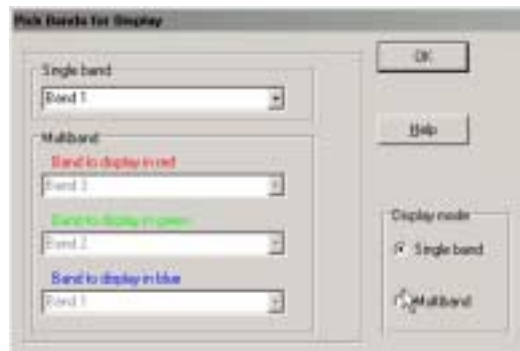 Pick Bands for Display
OK
Single band
Band 1
Help
Multiband
Band to display in red
Band 3
Band to display in green
Band 2
Band to display in blue
Band 1
Display mode
Single band
Multiband